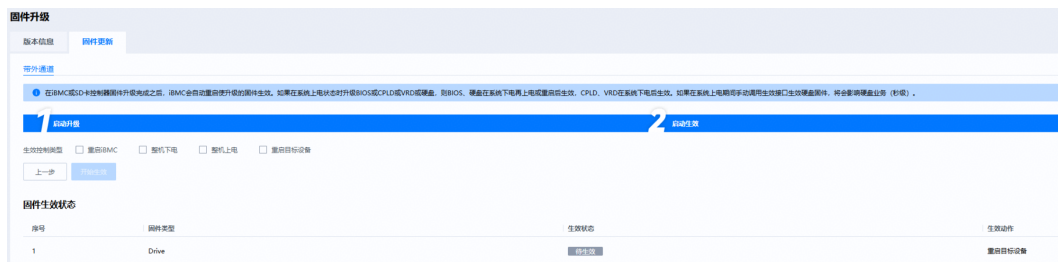 固件升级
版本信息 固件更新
带外通道
在iBMC或SD卡控制器固件升级完成之后，iBMC会自动重启使升级的固件生效。如果在系统上电状态时升级BIOS或CPLD或VRD或硬盘，则BIOS、硬盘在系统下电再上电或重启后生效，CPLD、VRD在系统下电后生效。如果在系统上电期间手动调用生效接口生效硬盘固件，将会影响硬盘业务（秒级）。
1 启动升级 2 启动生效
生效控制类型 重启iBMC 整机下电 整机上电 重启目标设备
上一步 开始生效
固件生效状态
序号 固件类型 生效状态 生效动作
1 Drive 待生效 重启目标设备